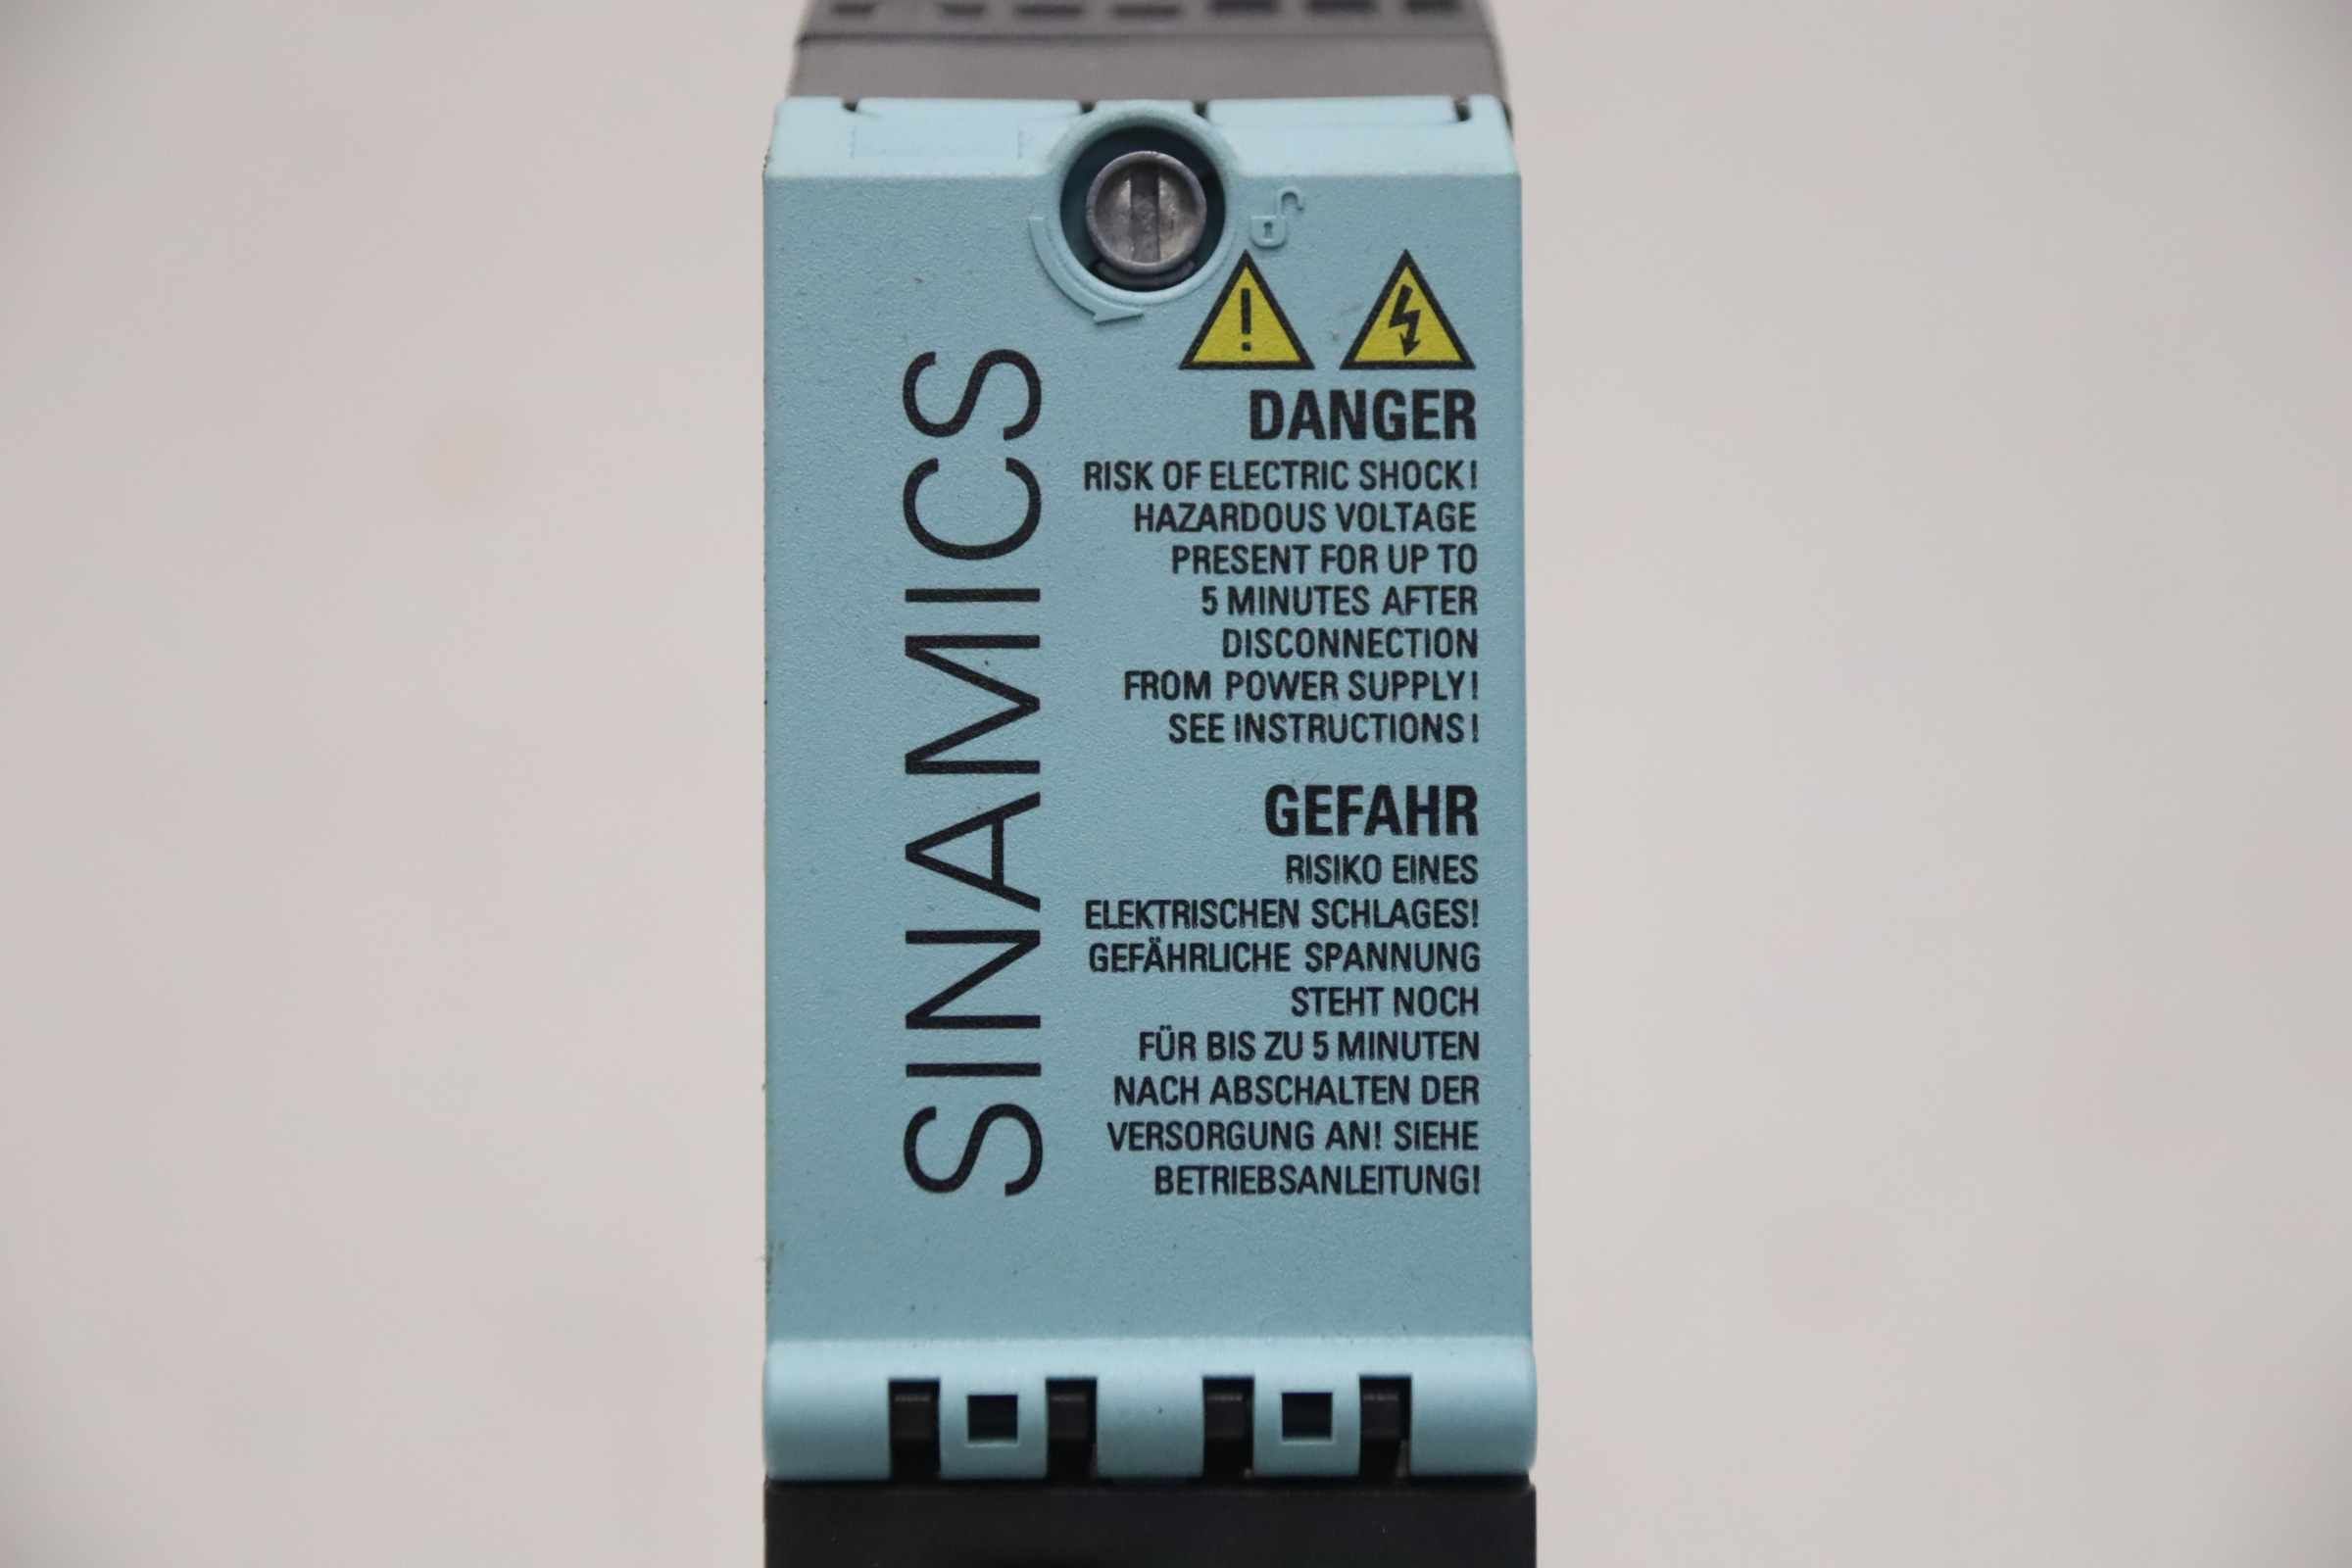 SINAMICS
DANGER
RISK OF ELECTRIC SHOCK!
HAZARDOUS VOLTAGE
PRESENT FOR UP TO
5 MINUTES AFTER
DISCONNECTION
FROM POWER SUPPLY!
SEE INSTRUCTIONS!
GEFAHR
RISIKO EINES
ELEKTRISCHEN SCHLAGES!
GEFÄHRLICHE SPANNUNG
STEHT NOCH
FÜR BIS ZU 5 MINUTEN
NACH ABSCHALTEN DER
VERSORGUNG AN! SIEHE
BETRIEBSANLEITUNG!